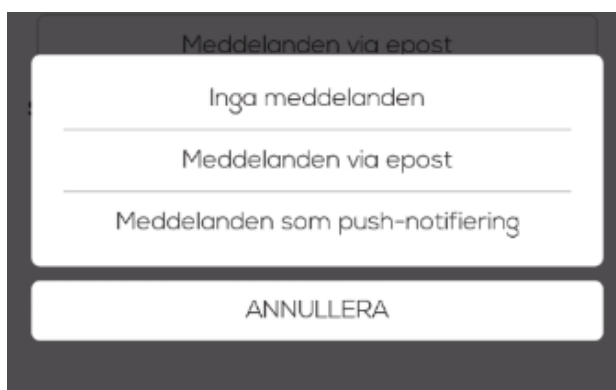 Meddelanden via epost
Inga meddelanden
Meddelanden via epost
Meddelanden som push-notifiering
ANNULLERA